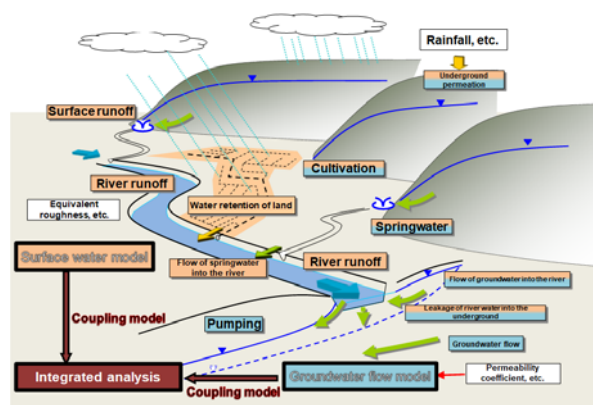 Rainfall, etc.
Underground
permeation
Surface runoff
Cultivation
River runoff
Equivalent
roughness, etc.
Water retention of land
Springwater
Surface water model
Flow of springwater
into the river
River runoff
Flow of groundwater into the river
Coupling model
Pumping
Leakage of river water into the
underground
Groundwater flow
Integrated analysis
Coupling model
Groundwater flow model
Permeability
coefficient, etc.